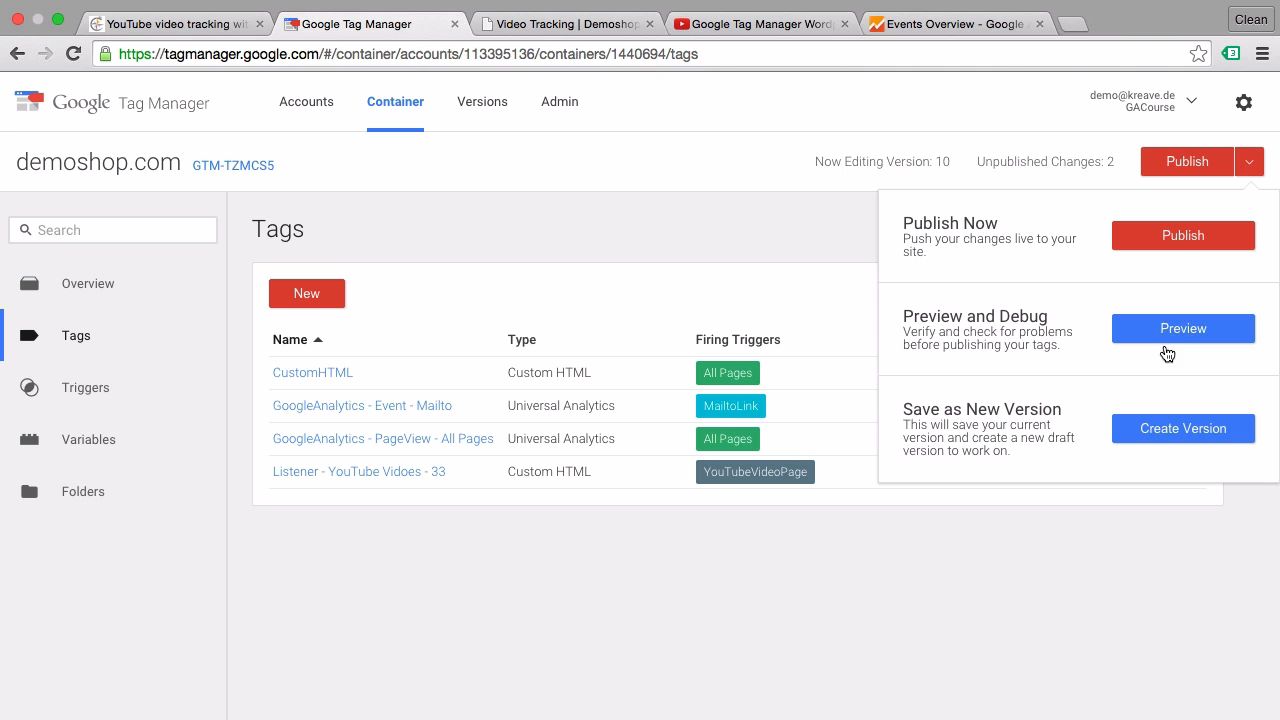 YouTube video tracking wit
Google Tag Manager
Video Tracking | Demoshop
Google Tag Manager Word
Events Overview - Google
Clean
https://tagmanager.google.com/#/container/accounts/113395136/containers/1440694/tags
3
Google Tag Manager
Accounts
Container
Versions
Admin
demo@kreave.de
GACourse
demoshop.com
GTM-TZMCS5
Now Editing Version: 10
Unpublished Changes: 2
Publish
Search
Overview
Tags
Triggers
Variables
Folders
Tags
New
Name Type Firing Triggers
CustomHTML Custom HTML All Pages
GoogleAnalytics - Event - Mailto Universal Analytics MailtoLink
GoogleAnalytics - PageView - All Pages Universal Analytics All Pages
Listener - YouTube Vidoes - 33 Custom HTML YouTubeVideoPage
Publish Now
Push your changes live to your
site.
Publish
Preview and Debug
Verify and check for problems
before publishing your tags.
Preview
Save as New Version
This will save your current
version and create a new draft
version to work on.
Create Version